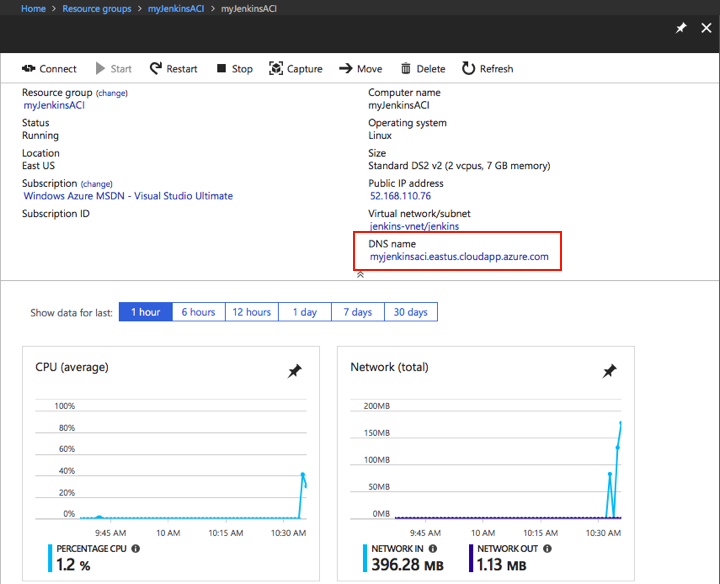 Home > Resource groups > myJenkinsACI > myJenkinsACI
Connect Start Restart Stop Capture Move Delete Refresh
Resource group (change)
myJenkinsACI
Status
Running
Location
East US
Subscription (change)
Windows Azure MSDN - Visual Studio Ultimate
Subscription ID
Computer name
myJenkinsACI
Operating system
Linux
Size
Standard DS2 v2 (2 vcpus, 7 GB memory)
Public IP address
52.168.110.76
Virtual network/subnet
jenkins-vnet/jenkins
DNS name
myjenkinsaci.eastus.cloudapp.azure.com
Show data for last: 1 hour 6 hours 12 hours 1 day 7 days 30 days
CPU (average)
100%
80%
60%
40%
20%
0%
9:45 AM 10 AM 10:15 AM 10:30 AM
PERCENTAGE CPU
1.2 %
Network (total)
200MB
150MB
100MB
50MB
0MB
9:45 AM 10 AM 10:15 AM 10:30 AM
NETWORK IN
396.28 MB
NETWORK OUT
1.13 MB